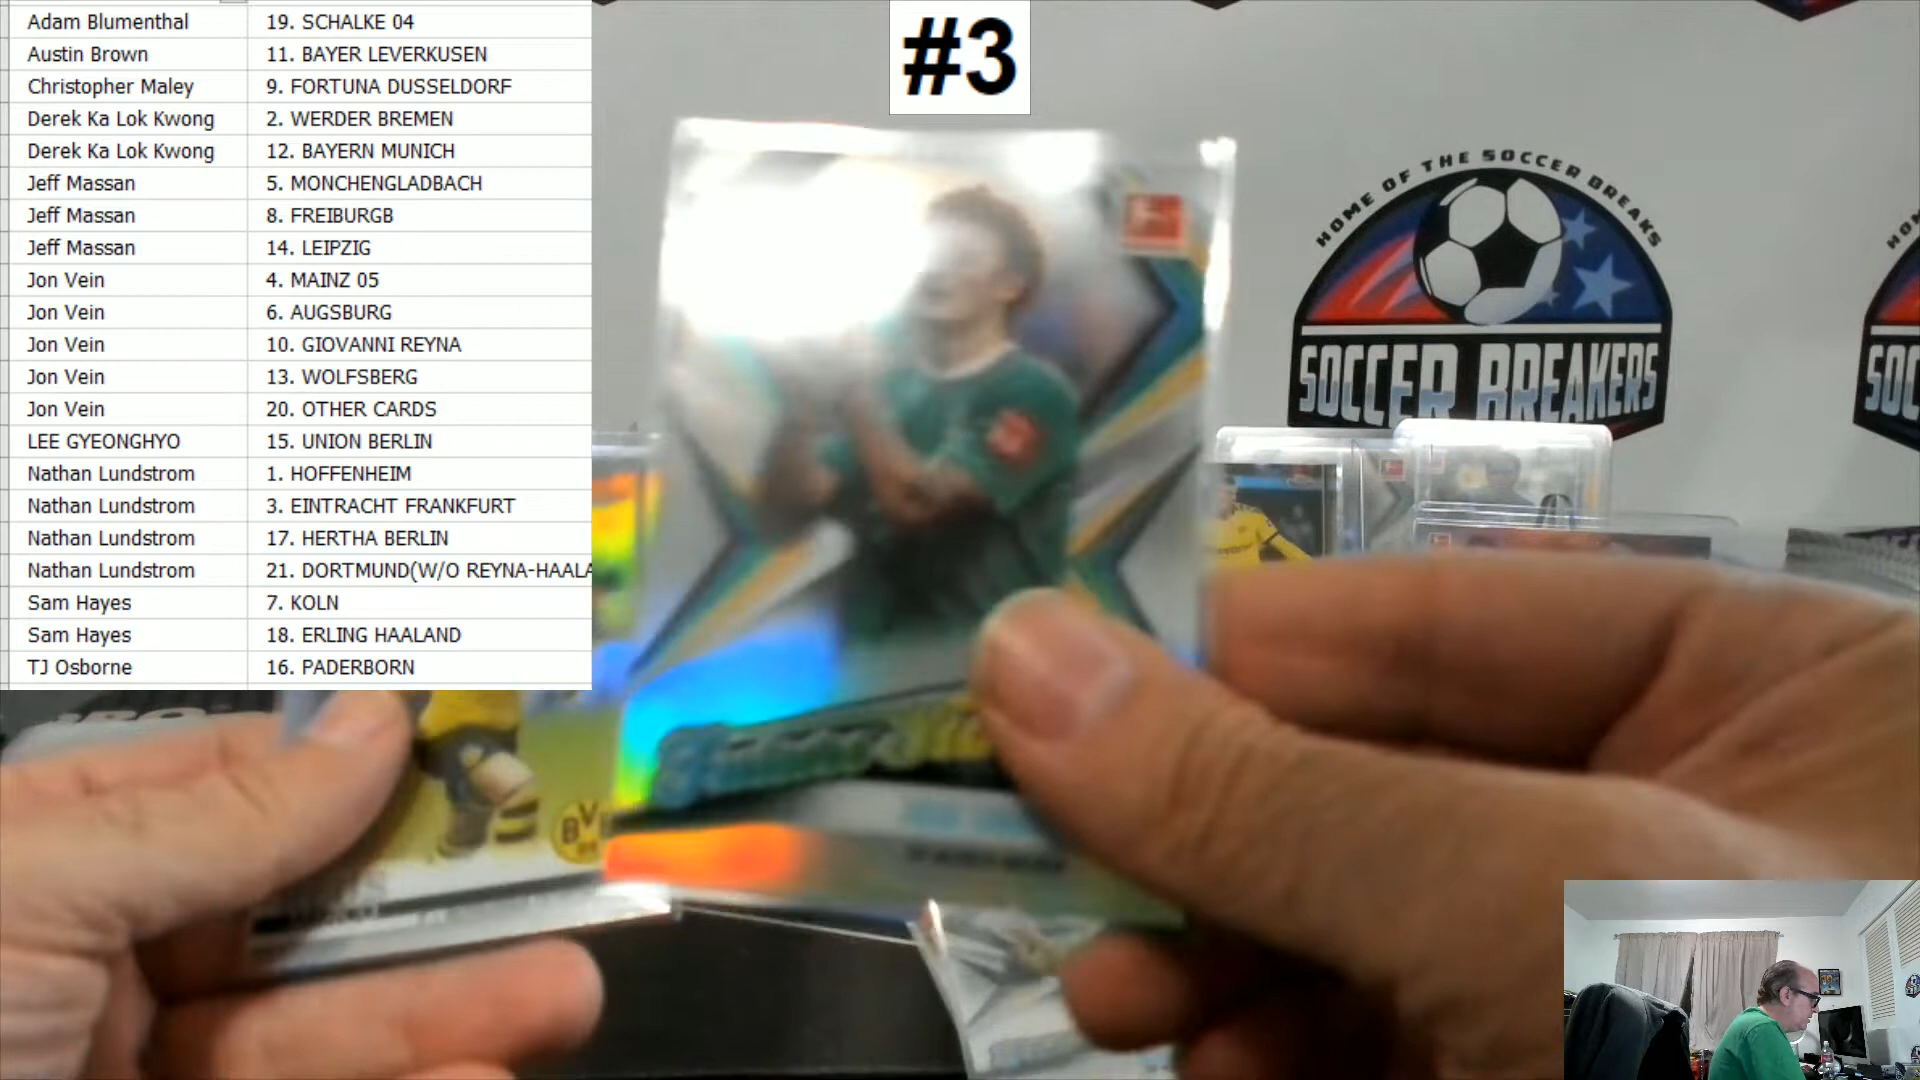 Adam Blumenthal 19. SCHALKE 04
Austin Brown 11. BAYER LEVERKUSEN
Christopher Maley 9. FORTUNA DUSSELDORF
Derek Ka Lok Kwong 2. WERDER BREMEN
Derek Ka Lok Kwong 12. BAYERN MUNICH
Jeff Massan 5. MONCHENGLADBACH
Jeff Massan 8. FREIBURGB
Jeff Massan 14. LEIPZIG
Jon Vein 4. MAINZ 05
Jon Vein 6. AUGSBURG
Jon Vein 10. GIOVANNI REYNA
Jon Vein 13. WOLFSBERG
Jon Vein 20. OTHER CARDS
LEE GYEONGHYO 15. UNION BERLIN
Nathan Lundstrom 1. HOFFENHEIM
Nathan Lundstrom 3. EINTRACHT FRANKFURT
Nathan Lundstrom 17. HERTHA BERLIN
Nathan Lundstrom 21. DORTMUND(W/O REYNA-HAALA
Sam Hayes 7. KOLN
Sam Hayes 18. ERLING HAALAND
TJ Osborne 16. PADERBORN
#3
HOME OF THE SOCCER BREAKS
SOCCER BREAKERS
HO
SOC
BVB